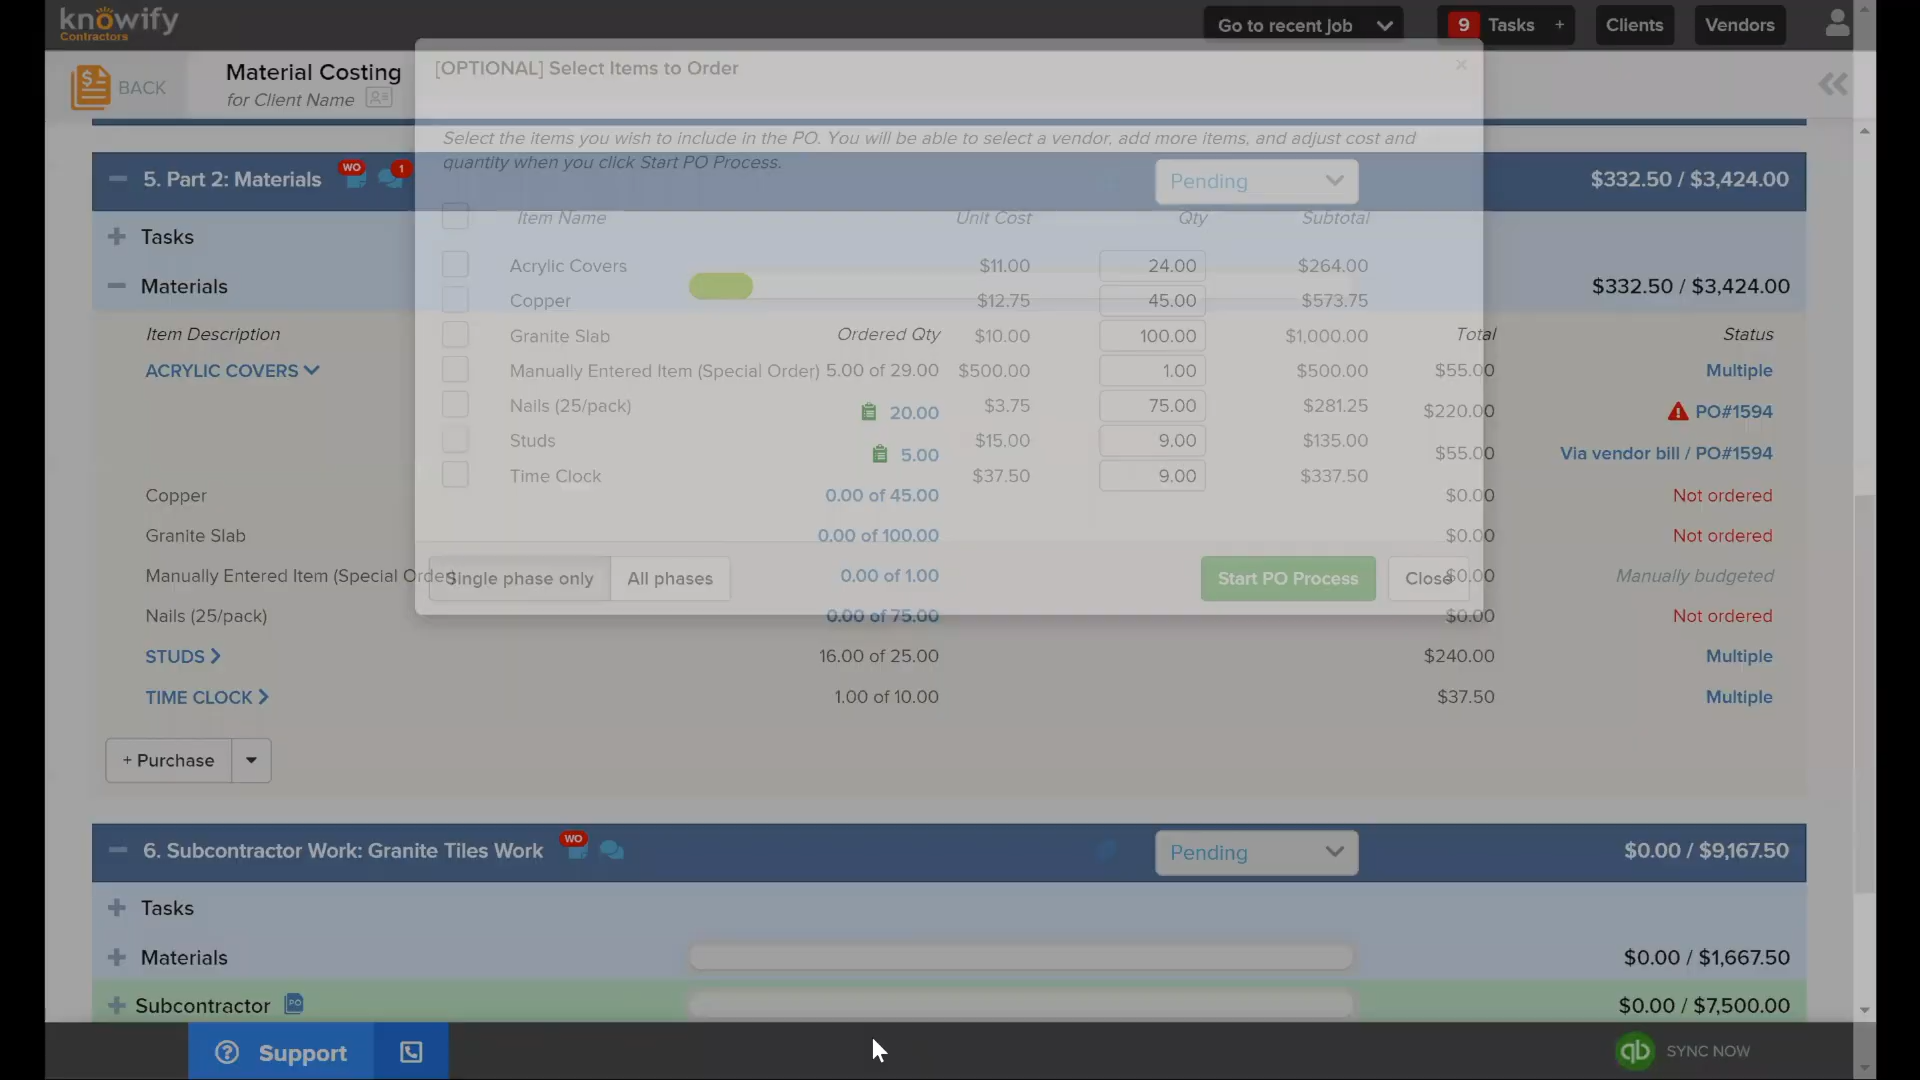 knowify
Contractors
Go to recent job
9 Tasks +
Clients
Vendors
BACK
Material Costing
for Client Name
[OPTIONAL] Select Items to Order
×
Select the items you wish to include in the PO. You will be able to select a vendor, add more items, and adjust cost and
quantity when you click Start PO Process.
5. Part 2: Materials WO 1
Pending
$332.50 / $3,424.00
Item Name Unit Cost Qty Subtotal
Acrylic Covers $11.00 24.00 $264.00
Copper $12.75 45.00 $573.75
Granite Slab $10.00 100.00 $1,000.00
Manually Entered Item (Special Order) $500.00 1.00 $500.00
Nails (25/pack) $3.75 75.00 $281.25
Studs $15.00 9.00 $135.00
Time Clock $37.50 9.00 $337.50
Single phase only
All phases
Start PO Process
Close
Tasks
Materials $332.50 / $3,424.00
Item Description Ordered Qty Total Status
ACRYLIC COVERS 5.00 of 29.00 $55.00 Multiple
20.00 $220.00 PO#1594
5.00 $55.00 Via vendor bill / PO#1594
Copper 0.00 of 45.00 $0.00 Not ordered
Granite Slab 0.00 of 100.00 $0.00 Not ordered
Manually Entered Item (Special Order) 0.00 of 1.00 $0.00 Manually budgeted
Nails (25/pack) 0.00 of 75.00 $0.00 Not ordered
STUDS 16.00 of 25.00 $240.00 Multiple
TIME CLOCK 1.00 of 10.00 $37.50 Multiple
+ Purchase
6. Subcontractor Work: Granite Tiles Work WO
Pending
$0.00 / $9,167.50
Tasks
Materials $0.00 / $1,667.50
Subcontractor PO $0.00 / $7,500.00
? Support
qb SYNC NOW